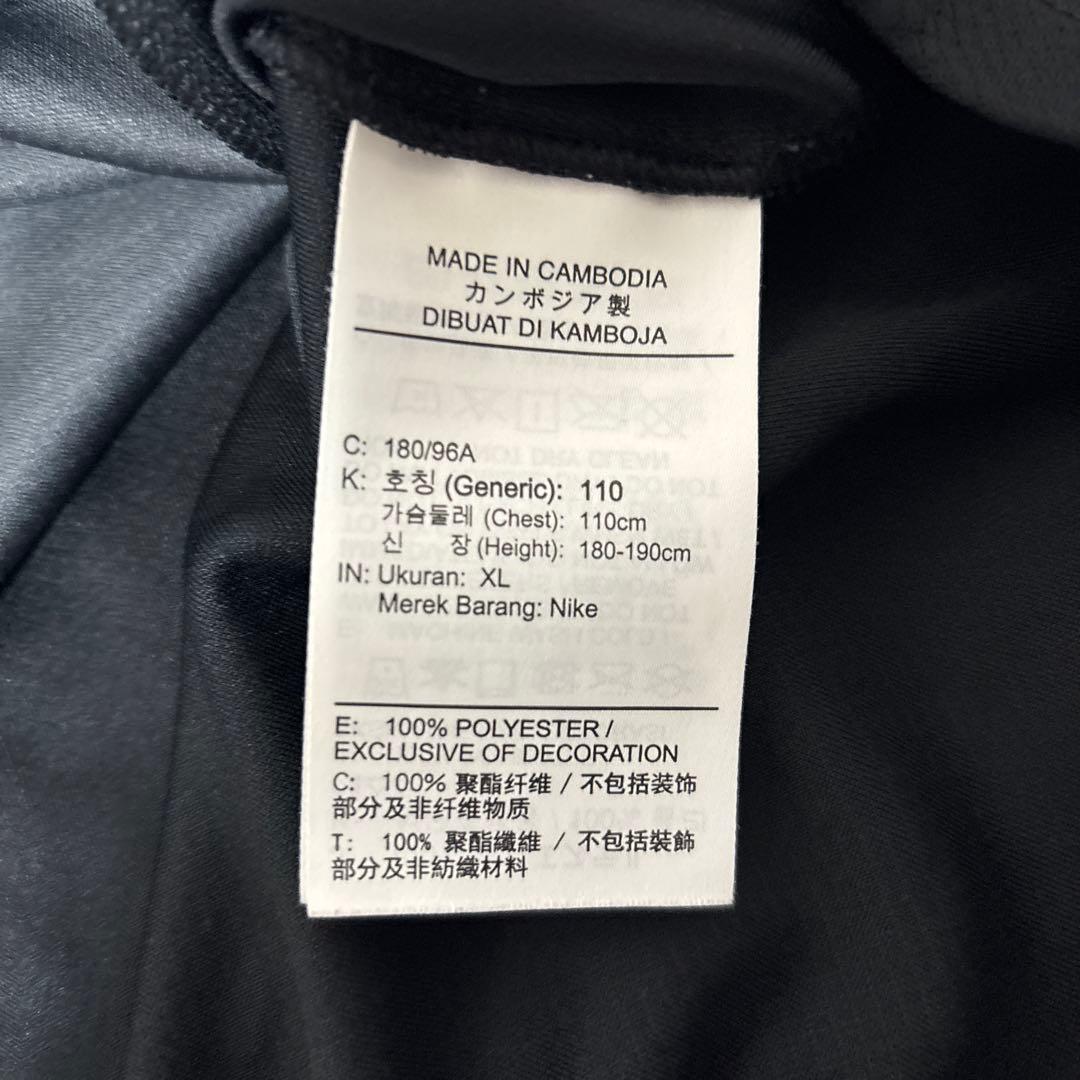 MADE IN CAMBODIA
カンボジア製
DIBUAT DI KAMBOJA
C: 180/96A
K: 호칭 (Generic): 110
가슴둘레 (Chest): 110cm
신 장 (Height): 180-190cm
IN: Ukuran: XL
Merek Barang: Nike
E: 100% POLYESTER /
EXCLUSIVE OF DECORATION
C: 100% 聚酯纤维 / 不包括装饰
部分及非纤维物质
T: 100% 聚酯纖維 / 不包括裝飾
部分及非紡織材料